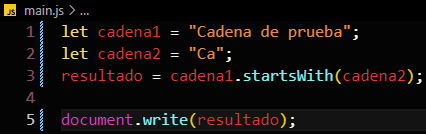 JS main.js > ...
1 let cadena1 = "Cadena de prueba";
2 let cadena2 = "Ca";
3 resultado = cadena1.startsWith(cadena2);
4
5 document.write(resultado);